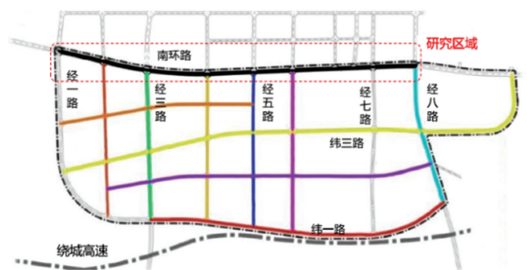 研究区域
南环路
经一路
经三路
经五路
经七路
经八路
纬三路
纬一路
绕城高速